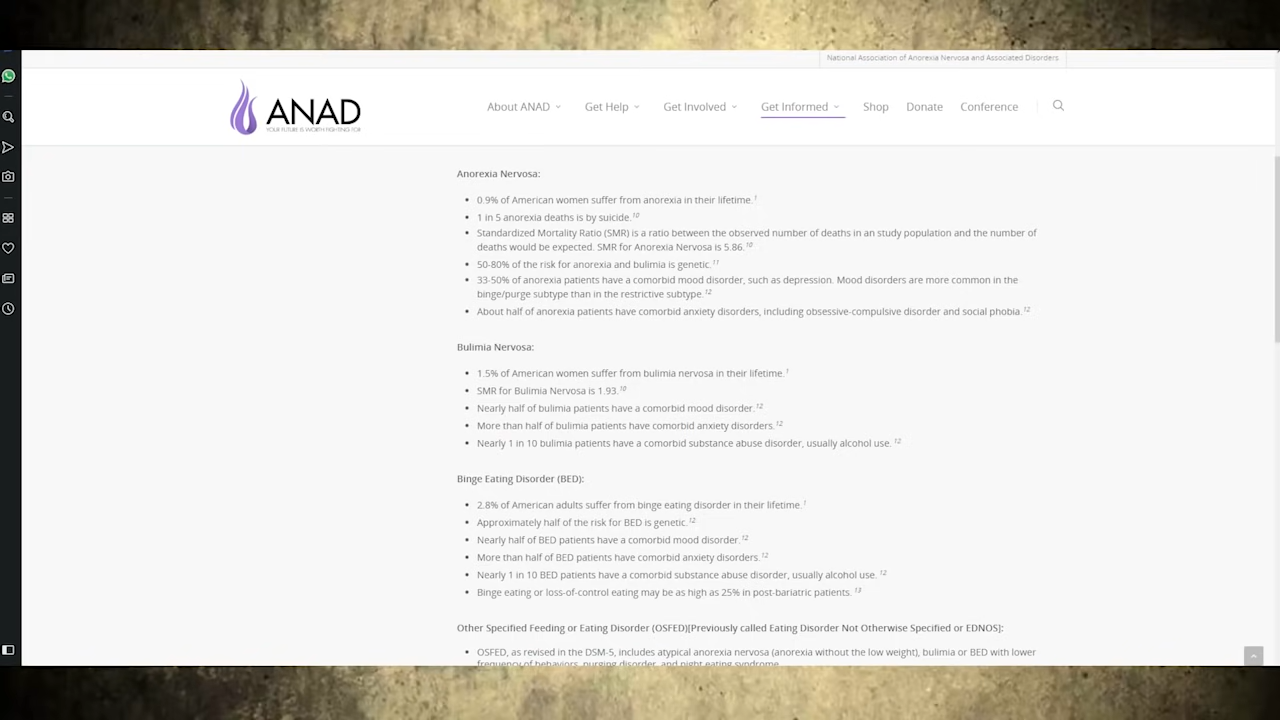 National Association of Anorexia Nervosa and Associated Disorders.
ANAD
YOUR FUTURE IS WORTH FIGHTING FOR
About ANAD
Get Help
Get Involved
Get Informed
Shop
Donate
Conference
Anorexia Nervosa:
0.9% of American women suffer from anorexia in their lifetime.1
1 in 5 anorexia deaths is by suicide.10
Standardized Mortality Ratio (SMR) is a ratio between the observed number of deaths in an study population and the number of
deaths would be expected. SMR for Anorexia Nervosa is 5.86.10
50-80% of the risk for anorexia and bulimia is genetic.11
33-50% of anorexia patients have a comorbid mood disorder, such as depression. Mood disorders are more common in the
binge/purge subtype than in the restrictive subtype.12
About half of anorexia patients have comorbid anxiety disorders, including obsessive-compulsive disorder and social phobia.12
Bulimia Nervosa:
1.5% of American women suffer from bulimia nervosa in their lifetime.1
SMR for Bulimia Nervosa is 1.93.10
Nearly half of bulimia patients have a comorbid mood disorder.12
More than half of bulimia patients have comorbid anxiety disorders.12
Nearly 1 in 10 bulimia patients have a comorbid substance abuse disorder, usually alcohol use. 12
Binge Eating Disorder (BED):
2.8% of American adults suffer from binge eating disorder in their lifetime.1
Approximately half of the risk for BED is genetic.12
Nearly half of BED patients have a comorbid mood disorder.12
More than half of BED patients have comorbid anxiety disorders.12
Nearly 1 in 10 BED patients have a comorbid substance abuse disorder, usually alcohol use. 12
Binge eating or loss-of-control eating may be as high as 25% in post-bariatric patients. 13
Other Specified Feeding or Eating Disorder (OSFED)[Previously called Eating Disorder Not Otherwise Specified or EDNOS]:
OSFED, as revised in the DSM-5, includes atypical anorexia nervosa (anorexia without the low weight), bulimia or BED with lower
frequency of behaviors, purging disorder, and night eating syndrome.